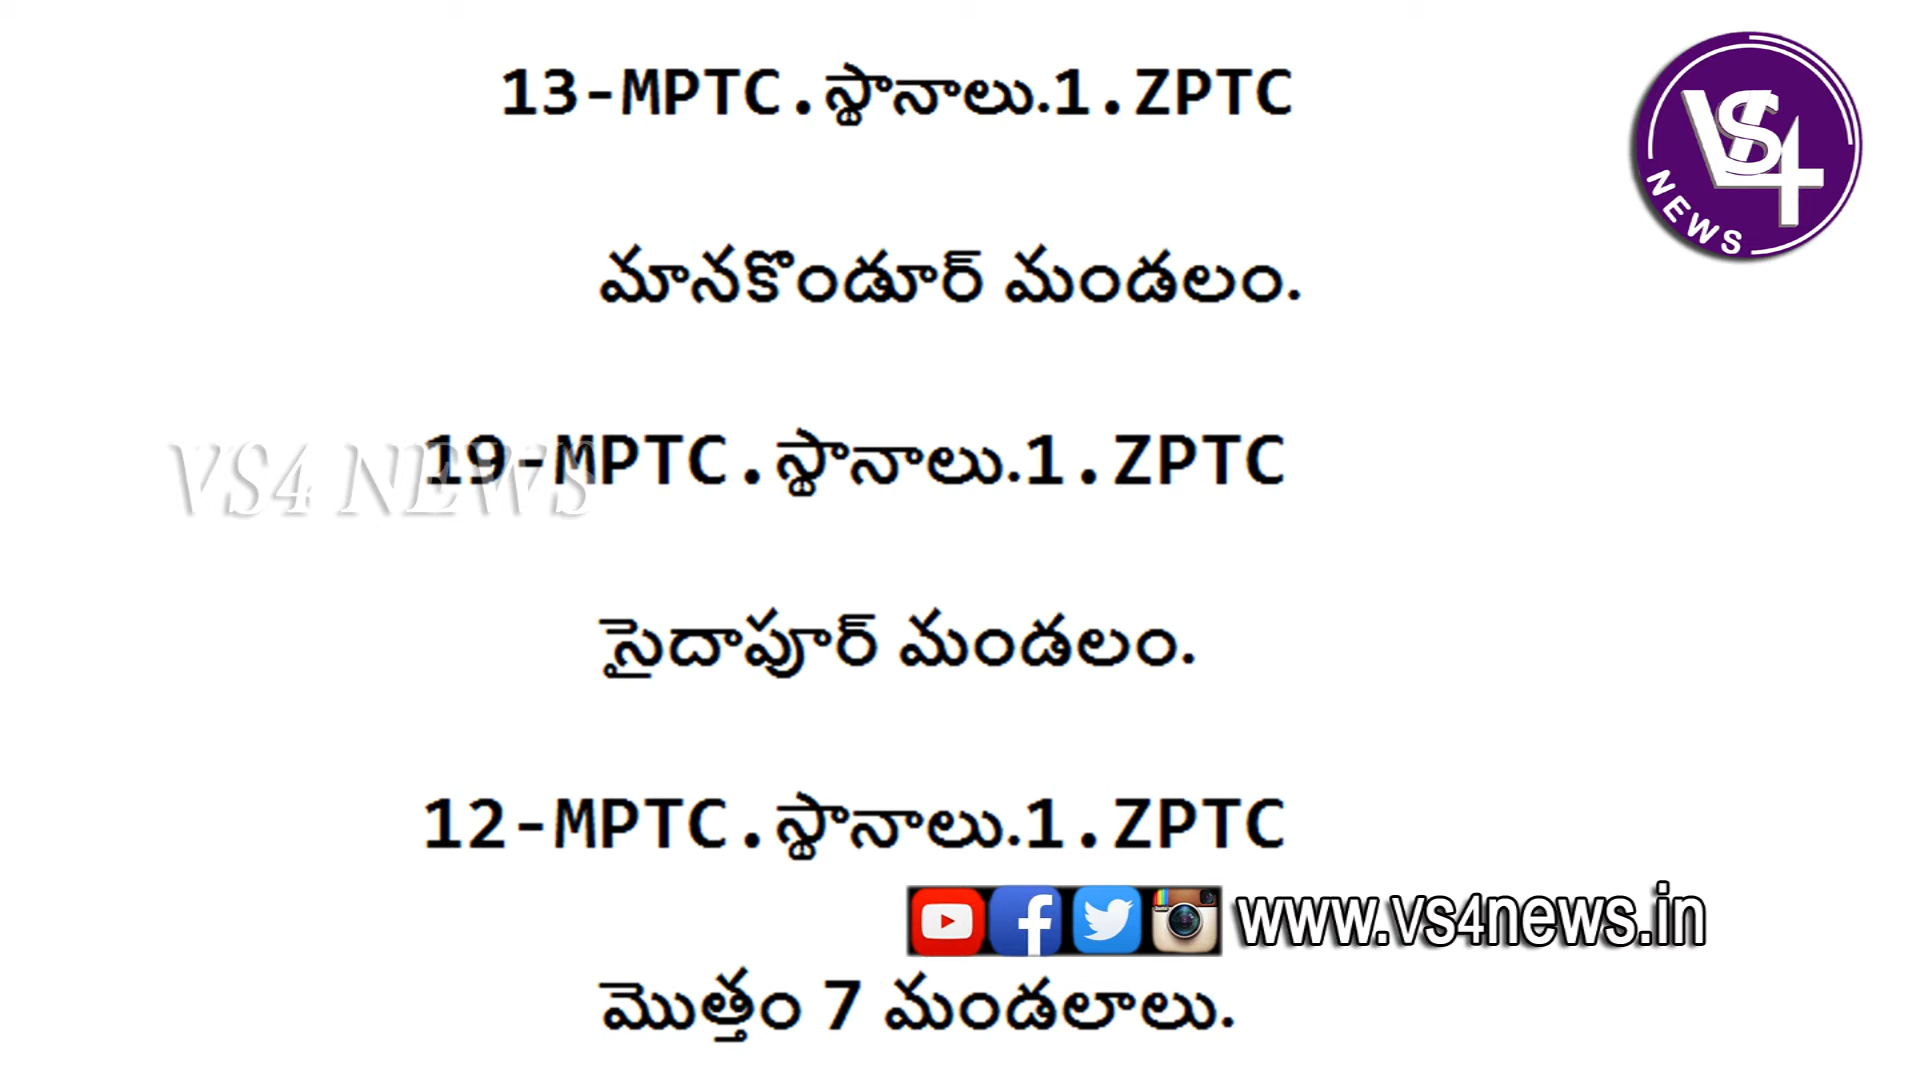 13-MPTC.స్థానాలు.1.ZPTC
VS4
NEWS
మానకొండూర్ మండలం.
19-MPTC.స్థానాలు.1.ZPTC
VS4 NEWS
సైదాపూర్ మండలం.
12-MPTC.స్థానాలు.1.ZPTC
www.vs4news.in
మొత్తం 7 మండలాలు.